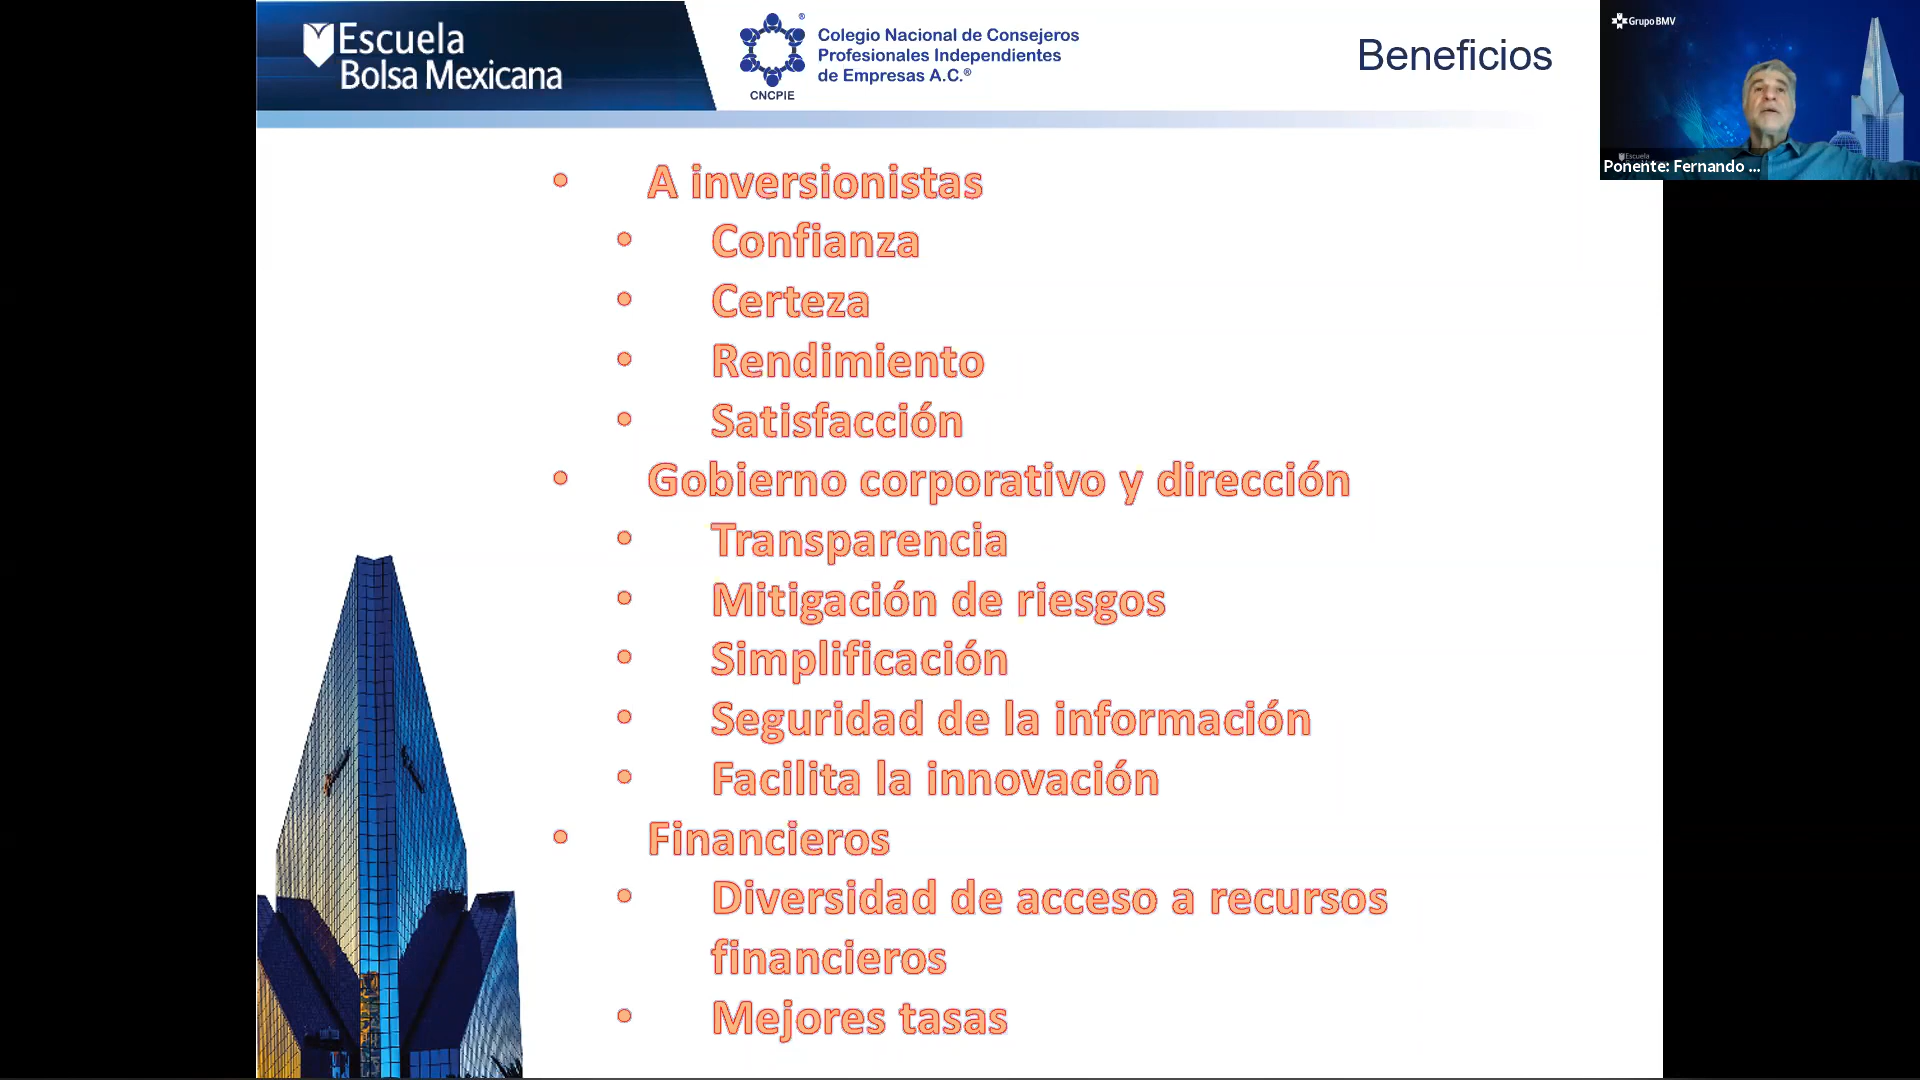 Escuela
Bolsa Mexicana
Colegio Nacional de Consejeros
Profesionales Independientes
de Empresas A.C.®
CNCPIE
Beneficios
Grupo BMV
Escuela
Ponente: Fernando ...
• A inversionistas
• Confianza
• Certeza
• Rendimiento
• Satisfacción
• Gobierno corporativo y dirección
• Transparencia
• Mitigación de riesgos
• Simplificación
• Seguridad de la información
• Facilita la innovación
• Financieros
• Diversidad de acceso a recursos
financieros
• Mejores tasas